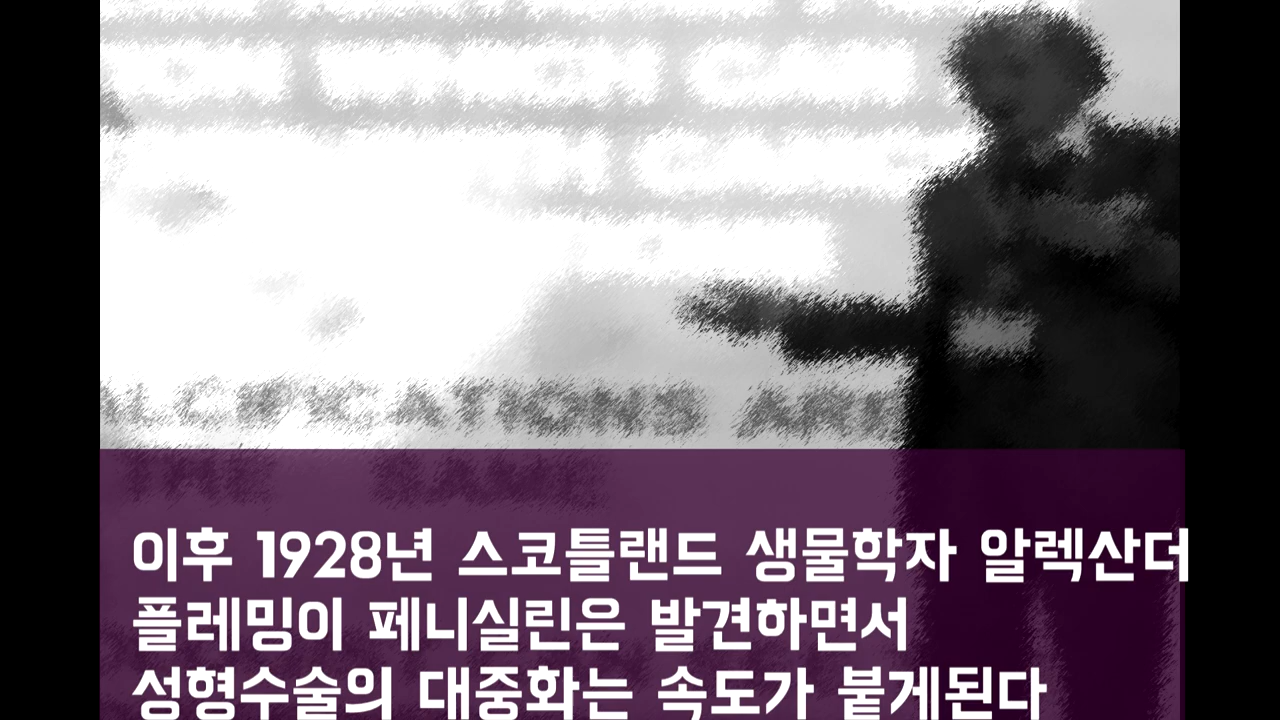 이후 1928년 스코틀랜드 생물학자 알렉산더
플레밍이 페니실린은 발견하면서
성형수술의 대중화는 속도가 붙게된다